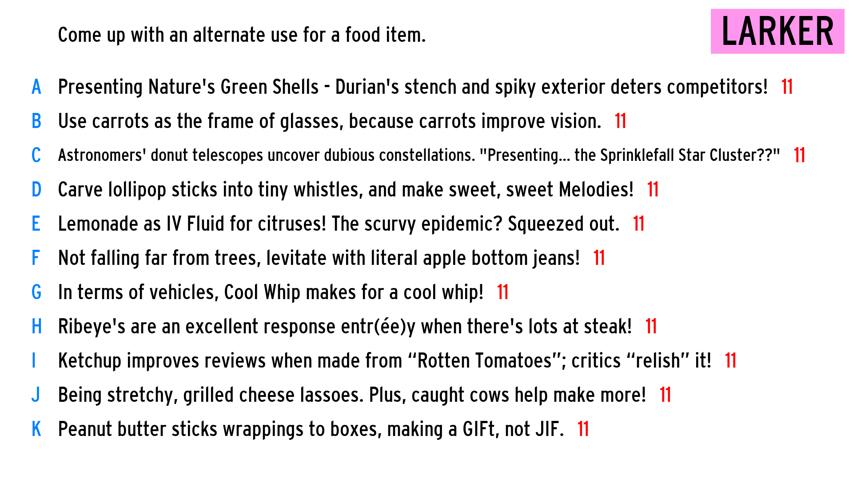 Come up with an alternate use for a food item.
LARKER
A Presenting Nature's Green Shells - Durian's stench and spiky exterior deters competitors! 11
B Use carrots as the frame of glasses, because carrots improve vision. 11
C Astronomers' donut telescopes uncover dubious constellations. "Presenting... the Sprinklefall Star Cluster??" 11
D Carve lollipop sticks into tiny whistles, and make sweet, sweet Melodies! 11
E Lemonade as IV Fluid for citruses! The scurvy epidemic? Squeezed out. 11
F Not falling far from trees, levitate with literal apple bottom jeans! 11
G In terms of vehicles, Cool Whip makes for a cool whip! 11
H Ribeye's are an excellent response entr(ée)y when there's lots at steak! 11
I Ketchup improves reviews when made from “Rotten Tomatoes”; critics “relish” it! 11
J Being stretchy, grilled cheese lassoes. Plus, caught cows help make more! 11
K Peanut butter sticks wrappings to boxes, making a GIFt, not JIF. 11